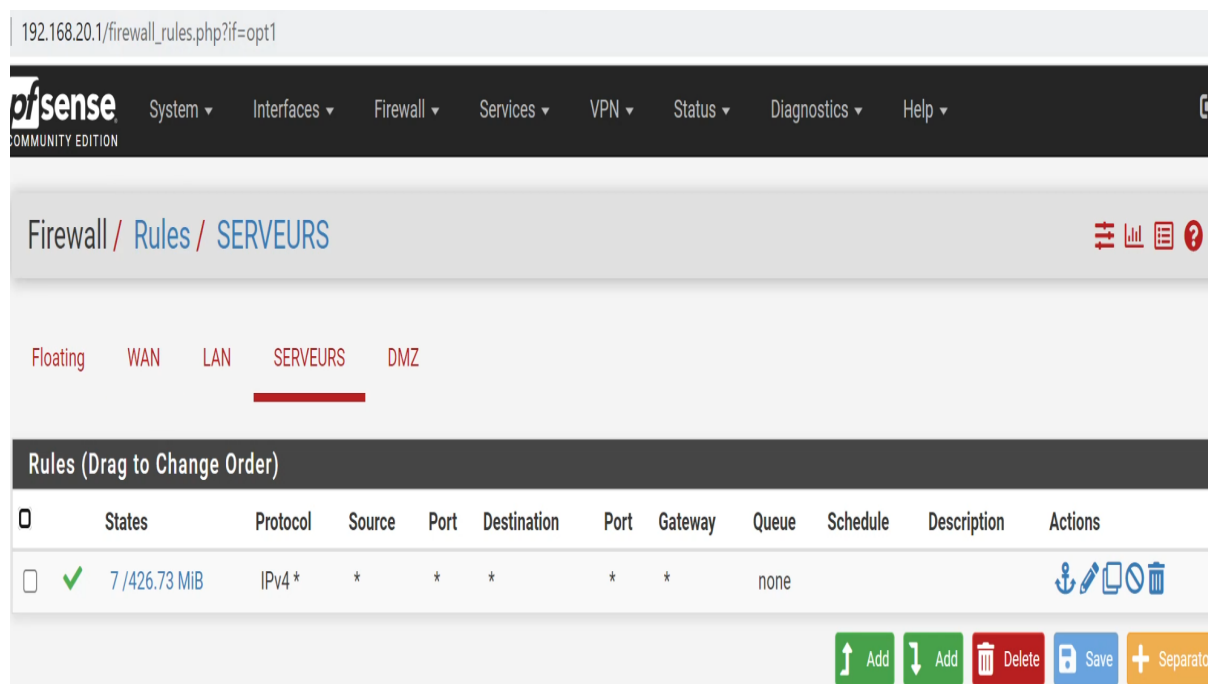 192.168.20.1/firewall_rules.php?if=opt1
pfsense System Interfaces Firewall Services VPN Status Diagnostics Help
COMMUNITY EDITION
Firewall / Rules / SERVEURS
Floating WAN LAN SERVEURS DMZ
Rules (Drag to Change Order)
States Protocol Source Port Destination Port Gateway Queue Schedule Description Actions
7 /426.73 MiB IPv4 * * * * * * none
Add Add Delete Save Separato